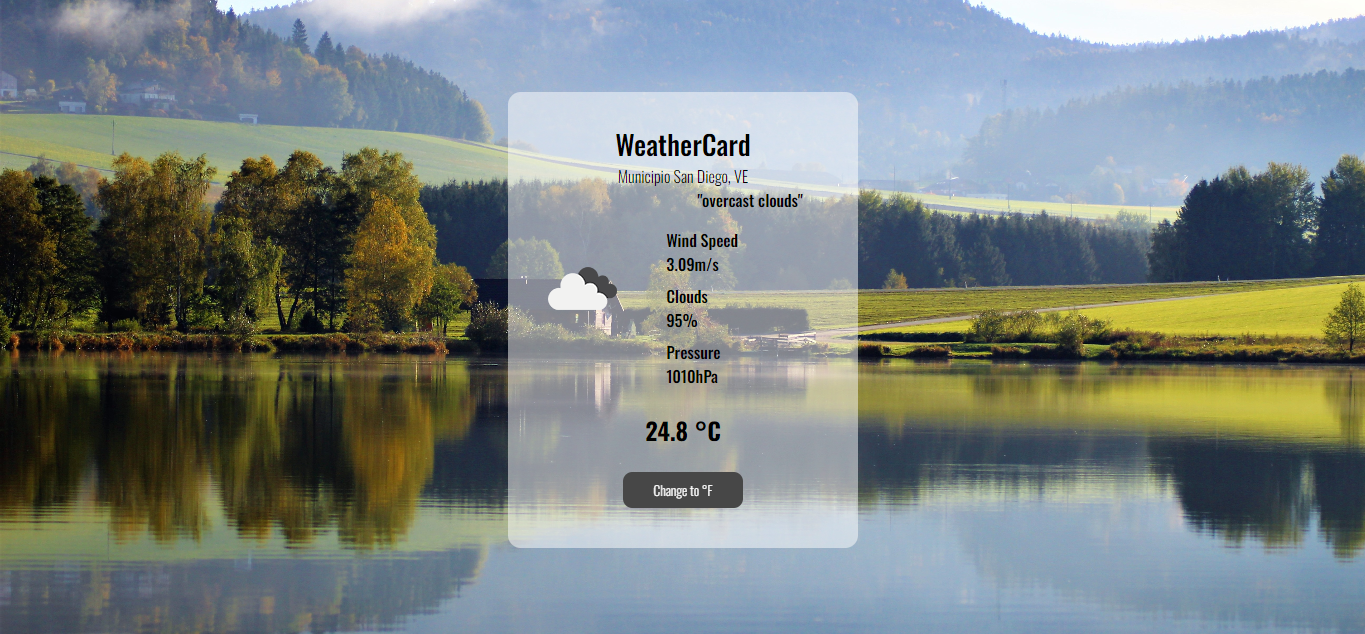 WeatherCard
Municipio San Diego, VE
"overcast clouds"
Wind Speed
3.09m/s
Clouds
95%
Pressure
1010hPa
24.8 °C
Change to °F